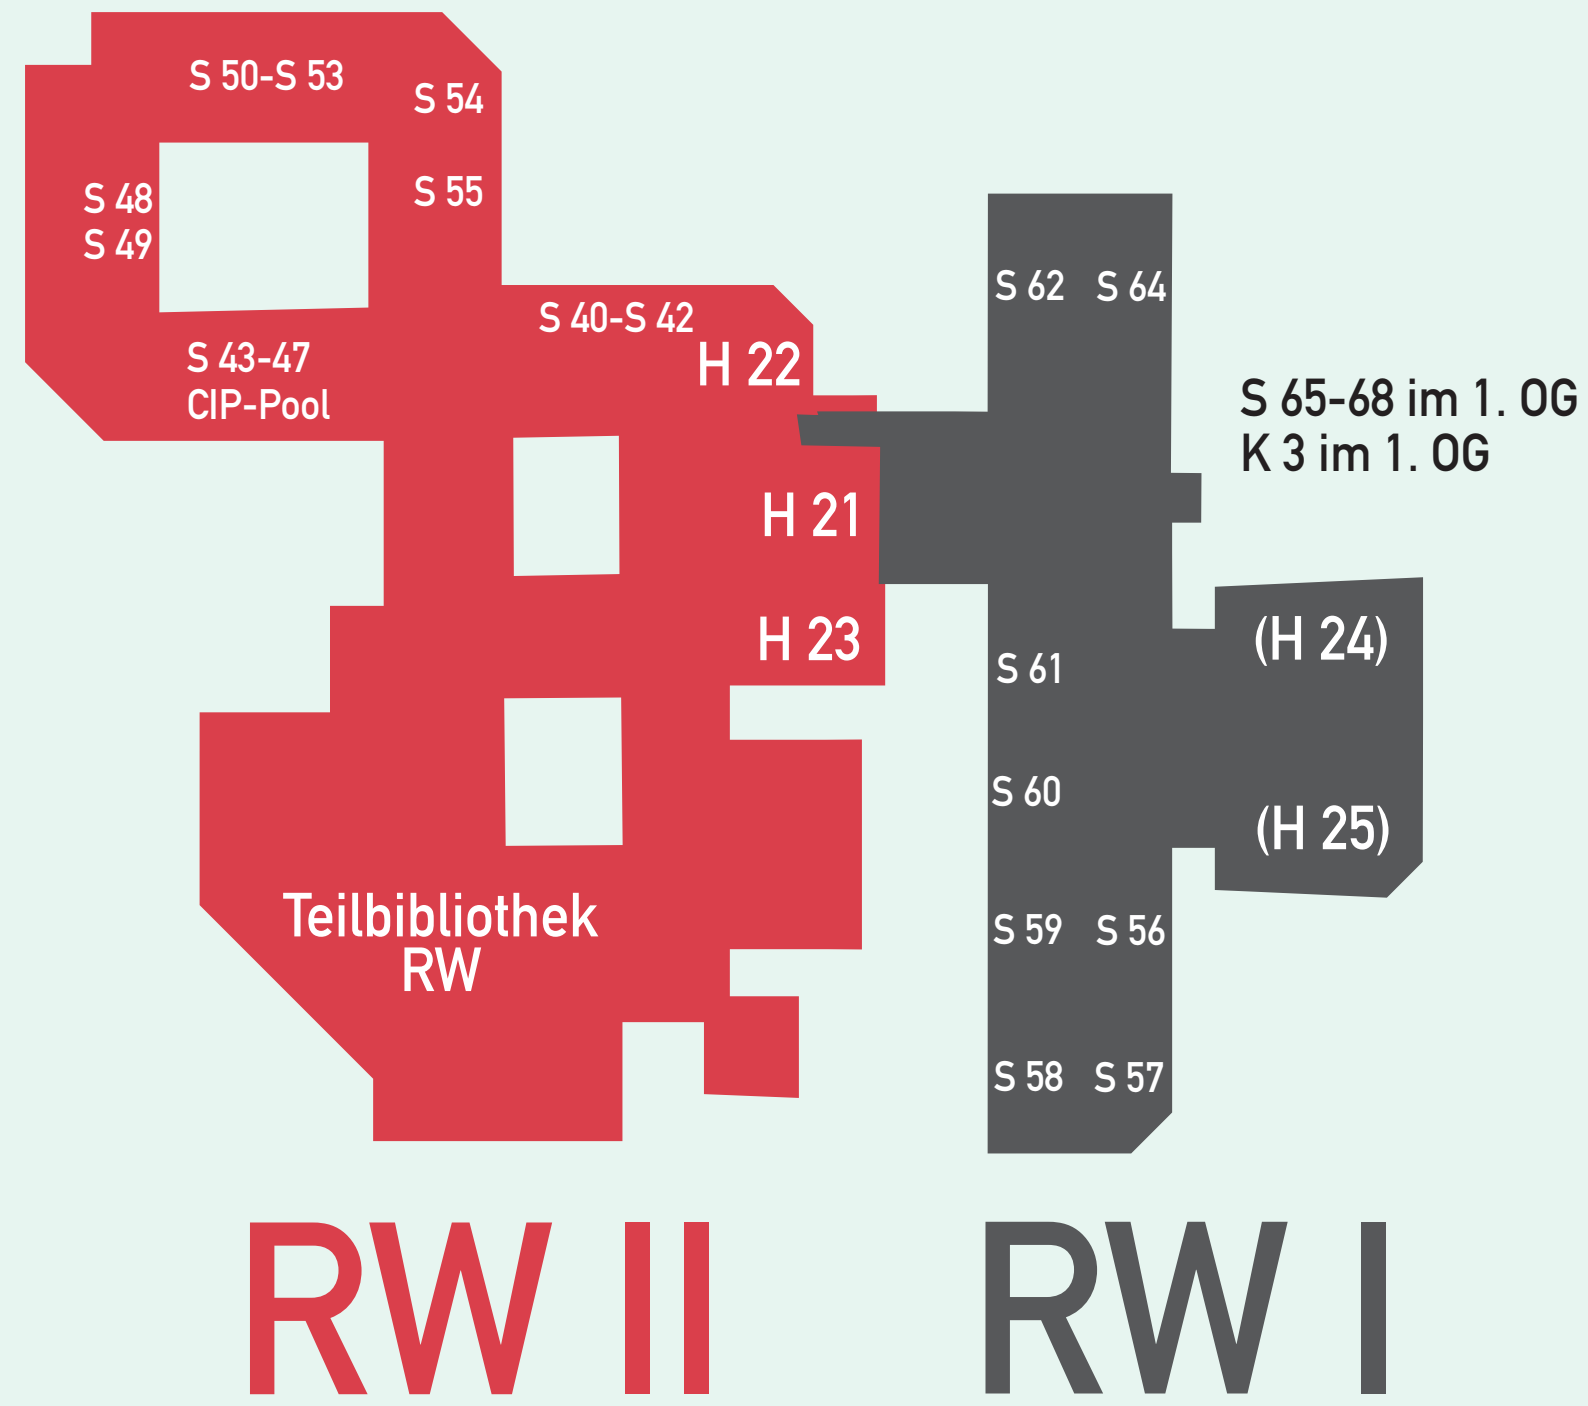 S 50-S 53
S 54
S 48
S 49
S 55
S 43-47
CIP-Pool
S 40-S 42
H 22
H 21
H 23
Teilbibliothek
RW
S 62
S 64
S 65-68 im 1. OG
K 3 im 1. OG
S 61
(H 24)
S 60
(H 25)
S 59
S 56
S 58
S 57
RW II
RW I